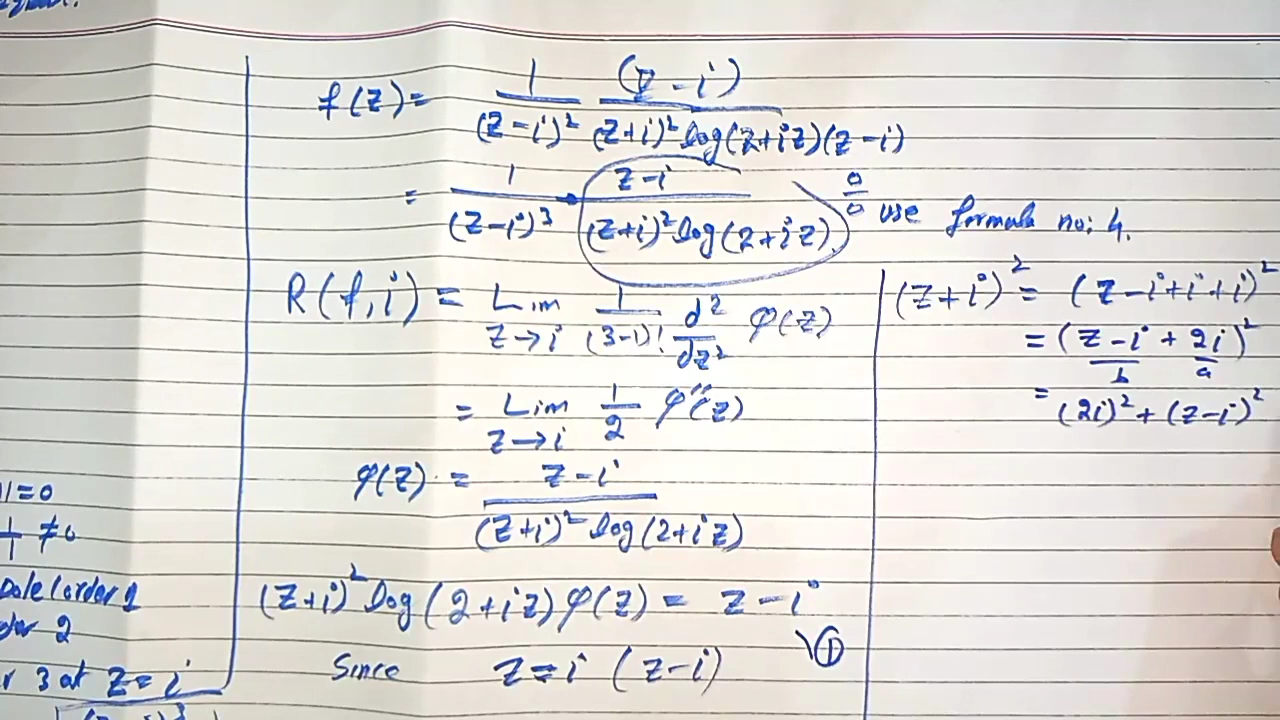 f(z) = 1/(z-i)² (z-i)/((z+i)² log(2+iz)(z-i))
= 1/(z-i)³ · z-i/((z+i)² log(2+iz)) 0/0 use formula no: 4.
R(f,i) = Lim z→i 1/(3-1)! d²/dz² φ(z)
= Lim z→i 1/2 φ''(z)
φ(z) = z-i/((z+i)² log(2+iz))
(z+i)² log(2+iz) φ(z) = z-i
①
Since z=i (z-i)
(z+i)² = (z-i+i+i)²
= (z-i + 2i)²
b a
= (2i)² + (z-i)²
1=0
≠0
Pole (order 1
2
3 at z=i